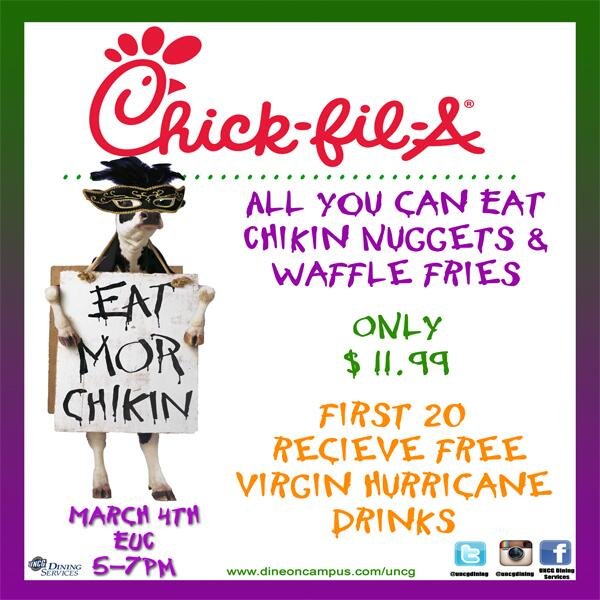 Chick-fil-A®
ALL YOU CAN EAT
CHIKIN NUGGETS &
WAFFLE FRIES
EAT
MOR
CHIKIN
ONLY
$ 11.99
FIRST 20
RECIEVE FREE
VIRGIN HURRICANE
DRINKS
MARCH 4TH
EUC
5-7PM
UNCG DINING
SERVICES
www.dineoncampus.com/uncg
@uncgdining
@uncgdining
UNCG Dining
Services